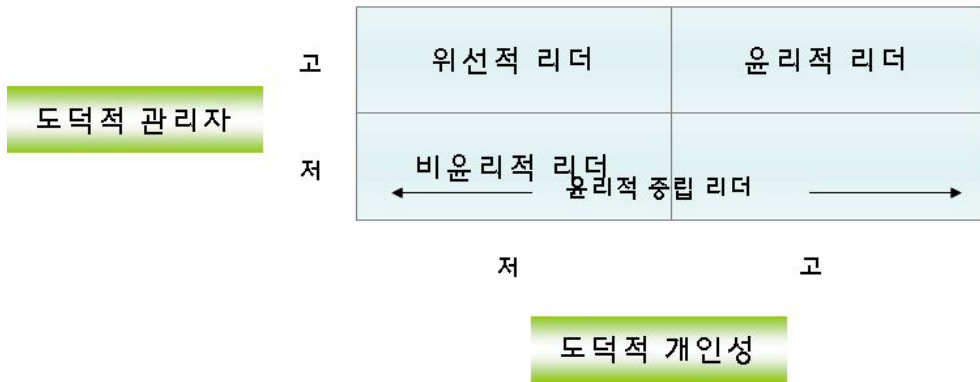 고
위선적 리더
윤리적 리더
도덕적 관리자
저
비윤리적 리더
윤리적 중립 리더
저
고
도덕적 개인성